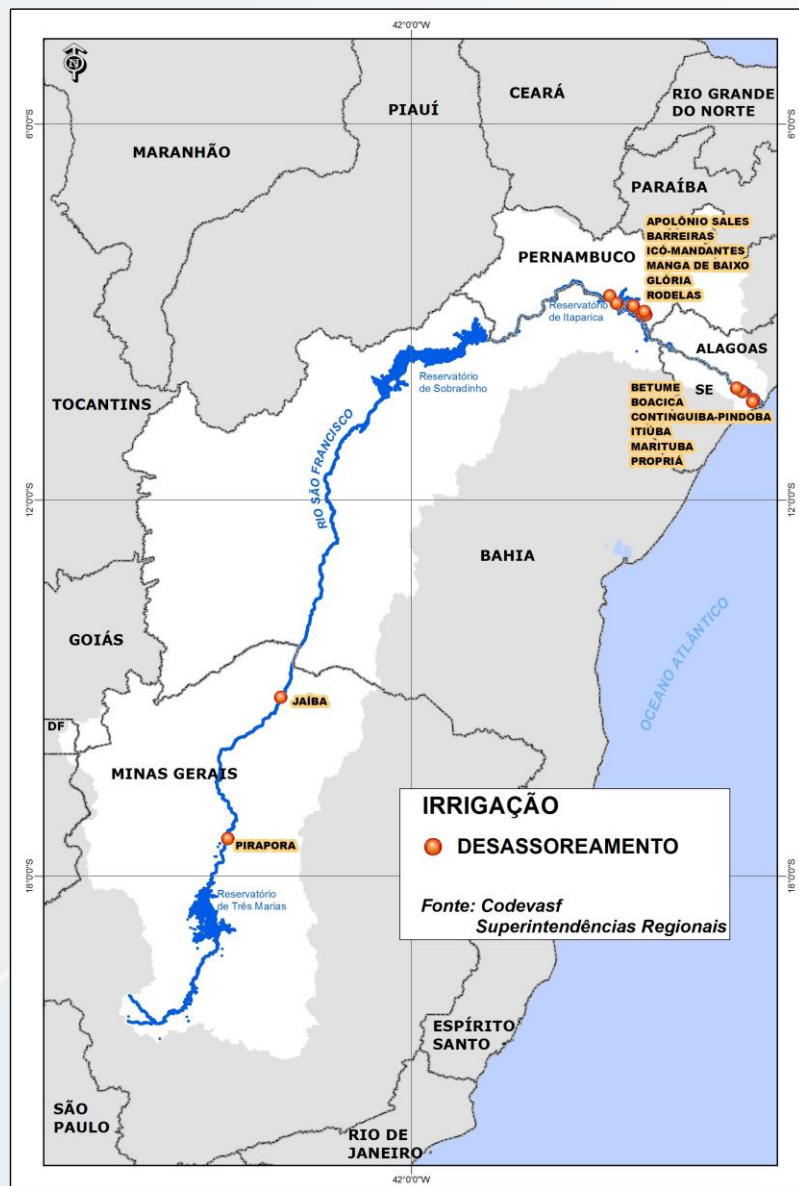 42°0'0"W
N
CEARÁ
PIAUÍ
RIO GRANDE
DO NORTE
6°0'0"S
6°0'0"S
MARANHÃO
PARAÍBA
APOLÔNIO SALES
BARREIRAS
ICÓ-MANDANTES
MANGA DE BAIXO
GLÓRIA
RODELAS
PERNAMBUCO
Reservatório
de Itaparica
ALAGOAS
Reservatório
de Sobradinho
SE
BETUME
BOACICA
CONTINGUIBA-PINDOBA
ITIÚBA
MARITUBA
PROPRIÁ
TOCANTINS
RIO SÃO FRANCISCO
12°0'0"S
12°0'0"S
BAHIA
GOIÁS
OCEANO ATLÂNTICO
JAÍBA
DF
MINAS GERAIS
PIRAPORA
IRRIGAÇÃO
DESASSOREAMENTO
18°0'0"S
18°0'0"S
Reservatório
de Três Marias
Fonte: Codevasf
Superintendências Regionais
ESPÍRITO
SANTO
SÃO
PAULO
RIO DE
JANEIRO
42°0'0"W